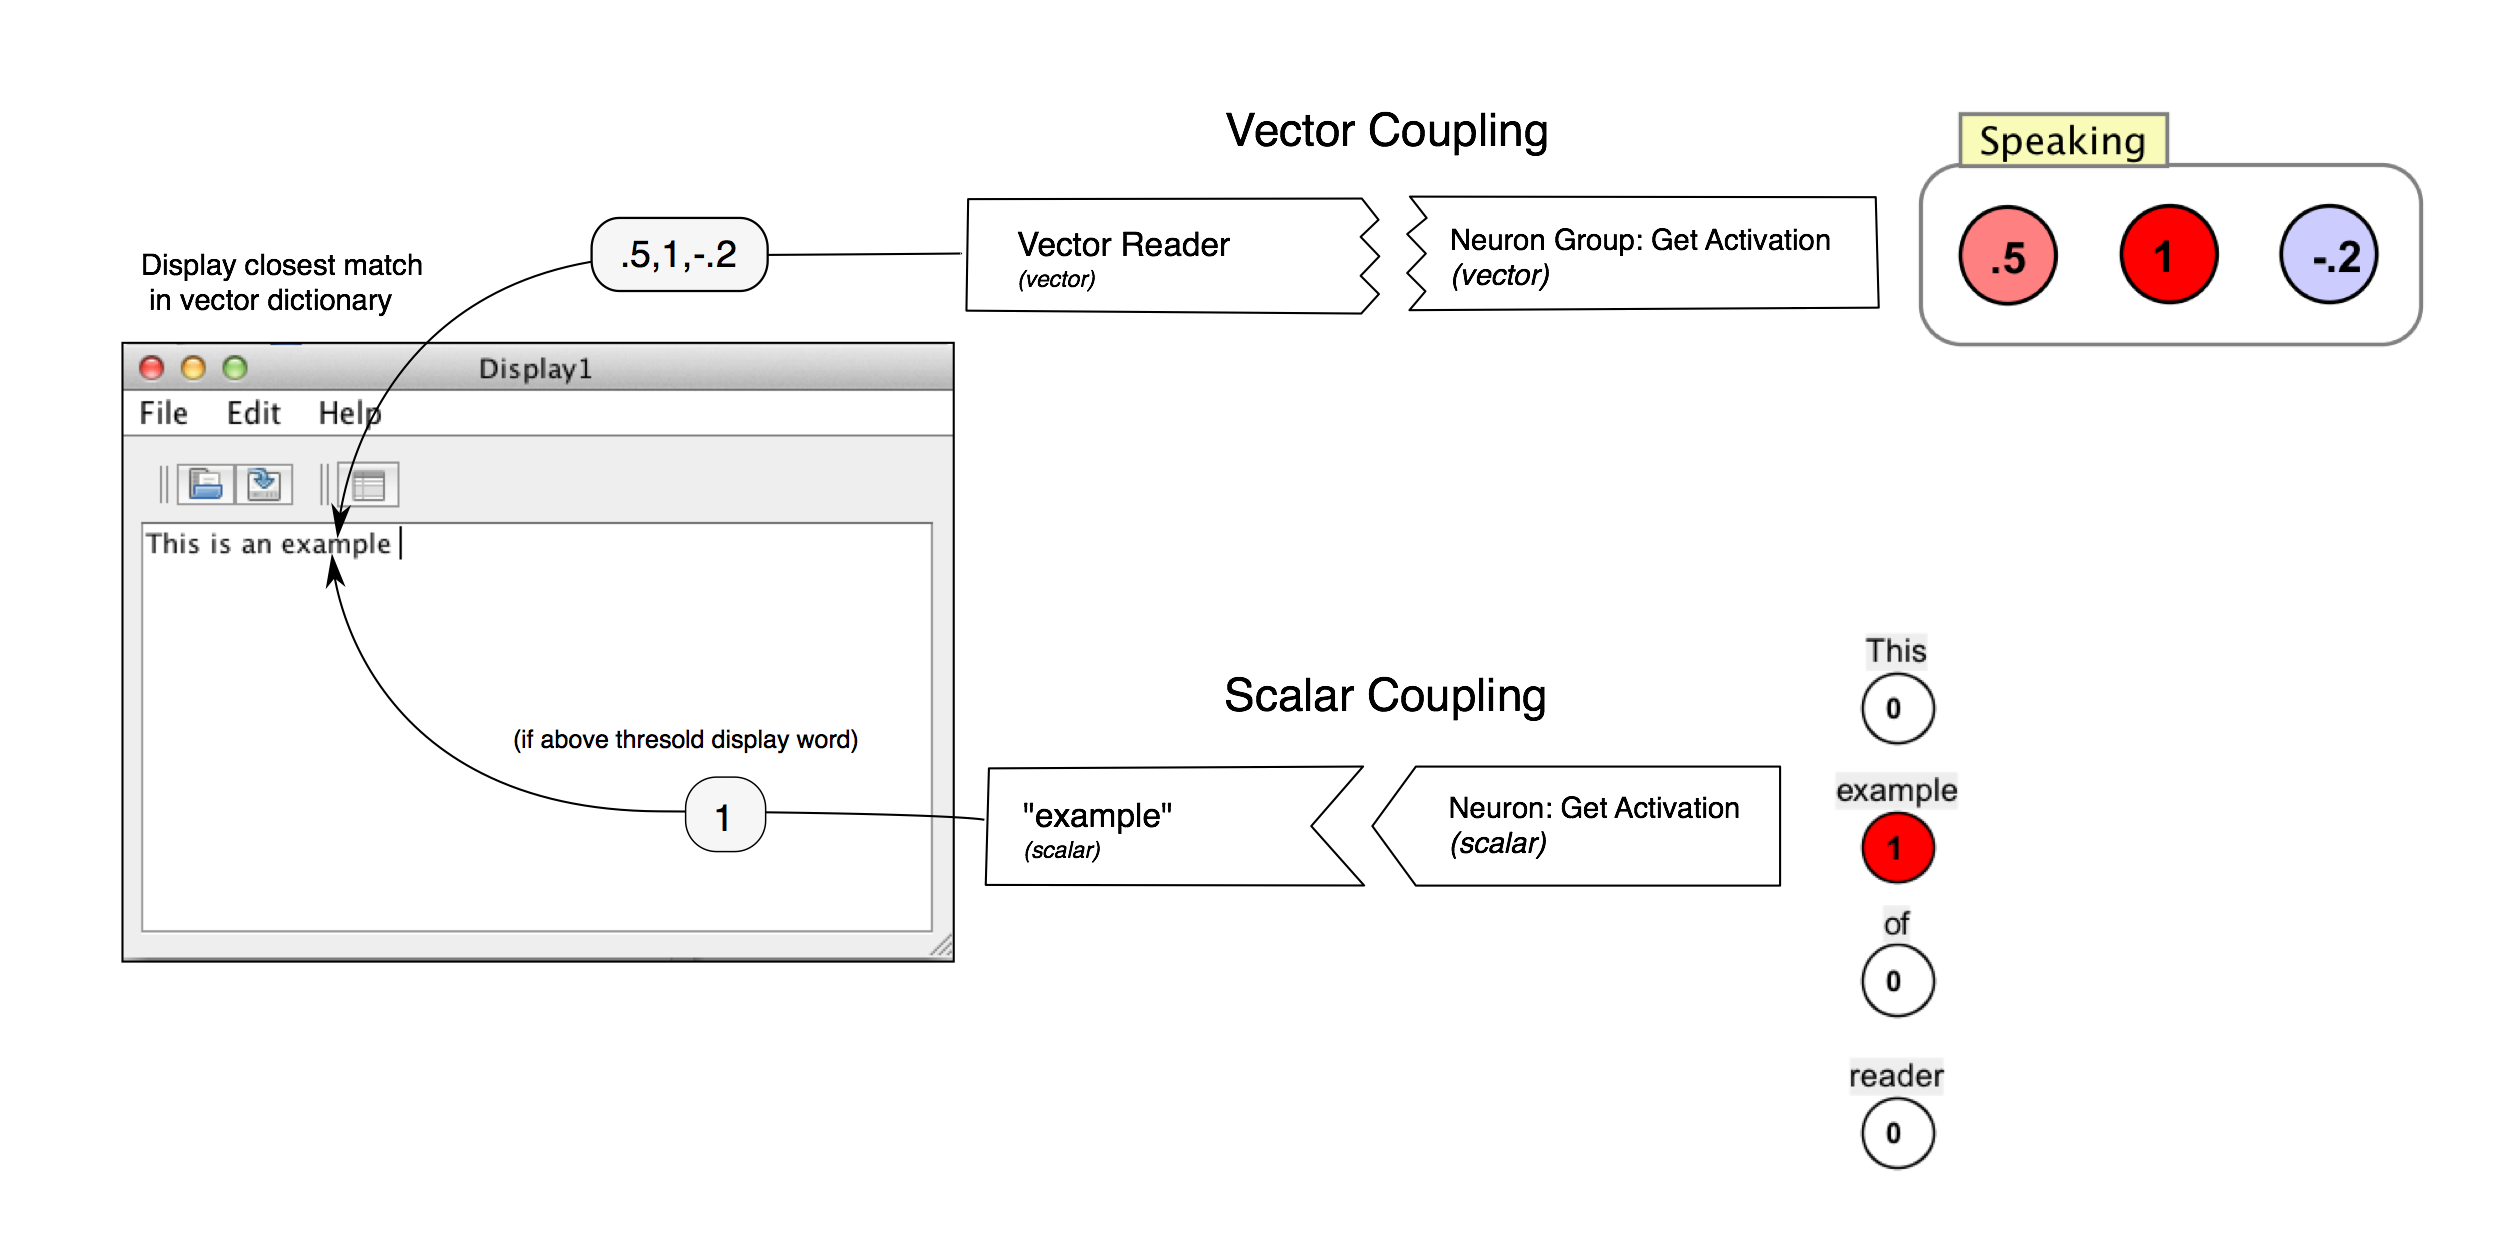 Vector Coupling
Speaking
.5
1
-.2
Neuron Group: Get Activation
(vector)
Vector Reader
(vector)
.5,1,-.2
Display closest match
in vector dictionary
Display1
File Edit Help
This is an example
Scalar Coupling
(if above thresold display word)
1
"example"
(scalar)
Neuron: Get Activation
(scalar)
This
0
example
1
of
0
reader
0